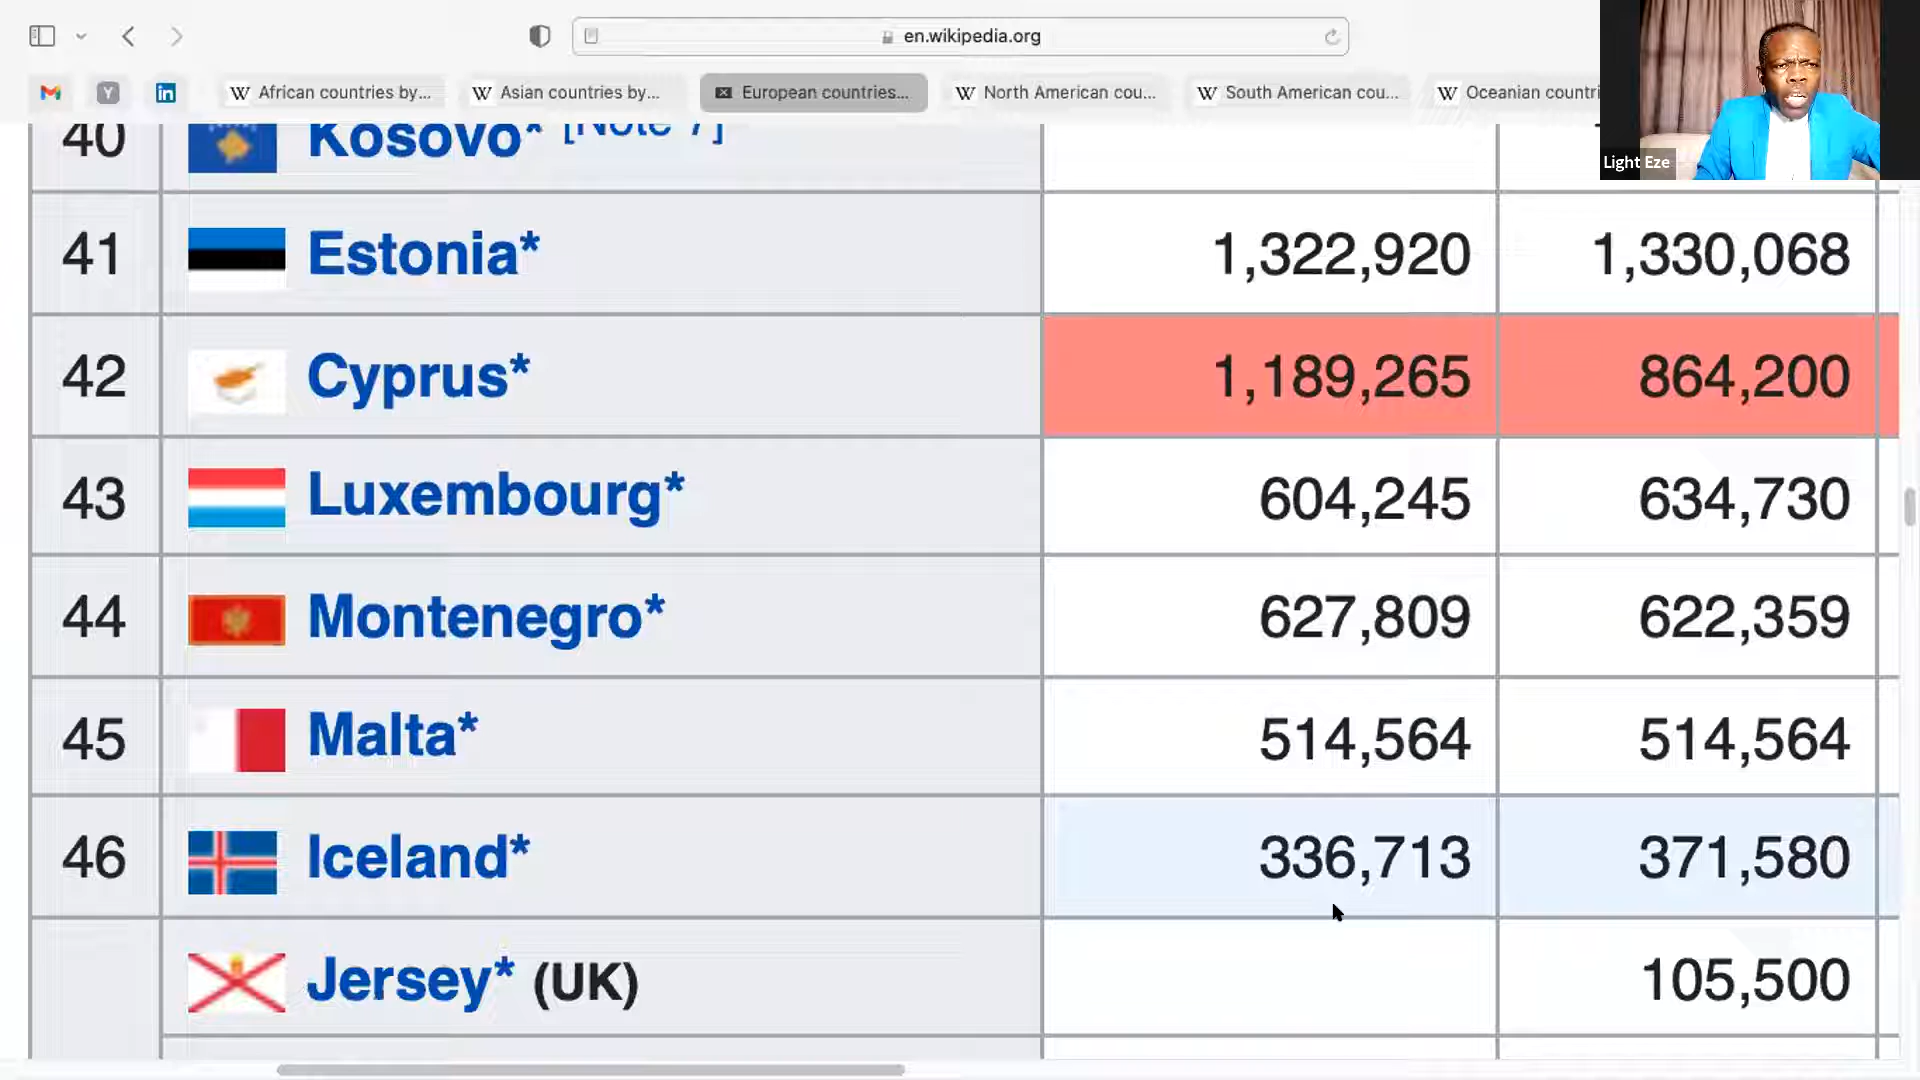 en.wikipedia.org
African countries by...
Asian countries by...
European countries...
North American cou...
South American cou...
Oceanian countri
Light Eze
40 Kosovo* [Note 7]
41 Estonia* 1,322,920 1,330,068
42 Cyprus* 1,189,265 864,200
43 Luxembourg* 604,245 634,730
44 Montenegro* 627,809 622,359
45 Malta* 514,564 514,564
46 Iceland* 336,713 371,580
Jersey* (UK) 105,500